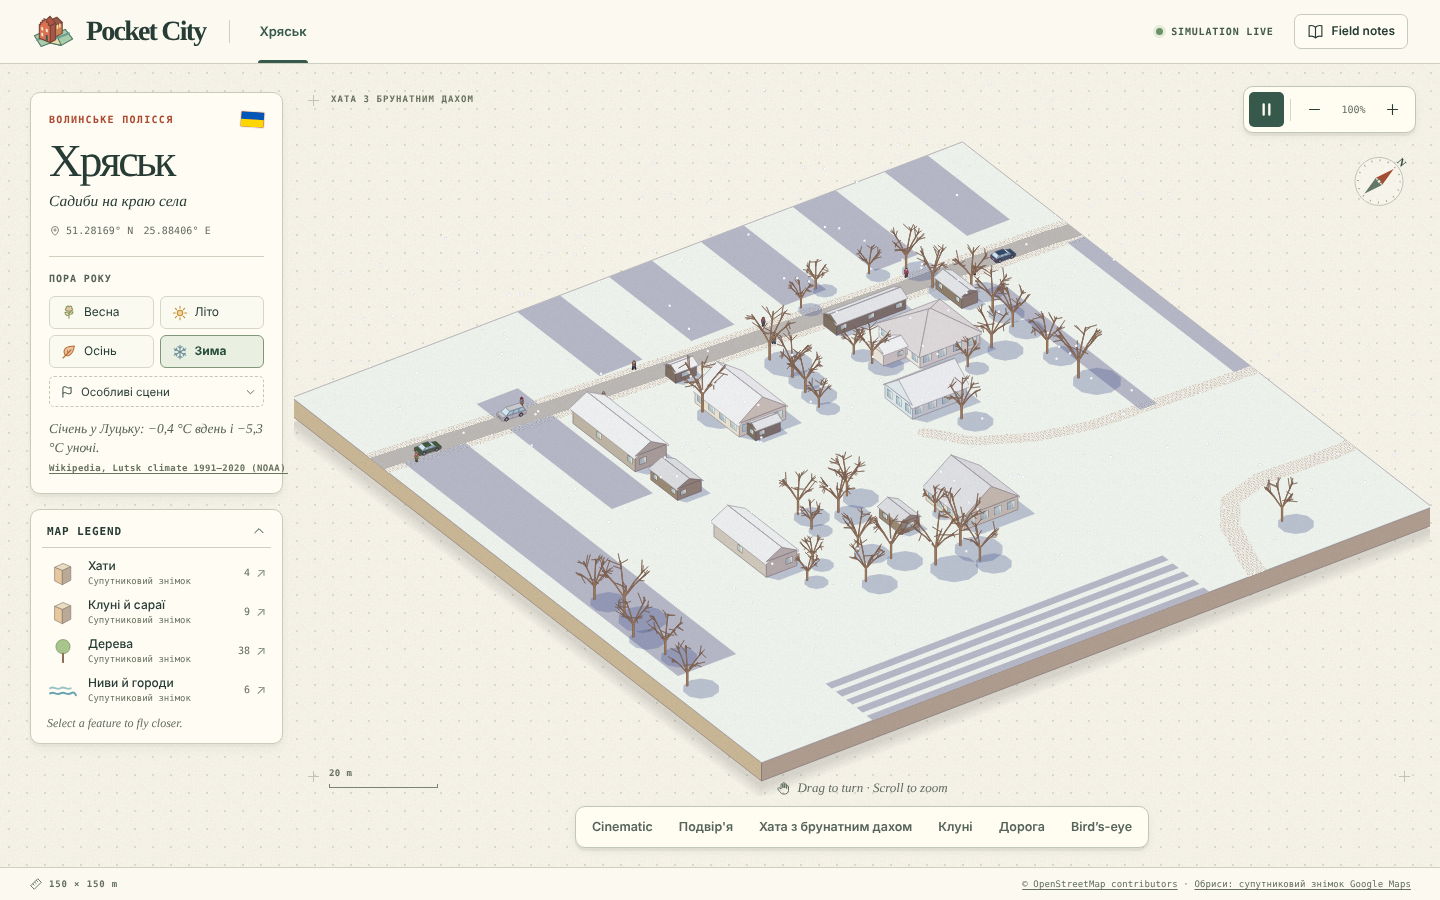 Pocket City
Хряськ
SIMULATION LIVE
Field notes
ВОЛИНСЬКЕ ПОЛІССЯ
Хряськ
Садиби на краю села
51.28169° N 25.88406° E
ПОРА РОКУ
Весна
Літо
Осінь
Зима
Особливі сцени
Січень у Луцьку: −0,4 °C вдень і −5,3
°C уночі.
Wikipedia, Lutsk climate 1991–2020 (NOAA)
MAP LEGEND
Хати
Супутниковий знімок
4
Клуні й сараї
Супутниковий знімок
9
Дерева
Супутниковий знімок
38
Ниви й городи
Супутниковий знімок
6
Select a feature to fly closer.
ХАТА З БРУНАТНИМ ДАХОМ
100%
N
20 m
Drag to turn · Scroll to zoom
Cinematic
Подвір'я
Хата з брунатним дахом
Клуні
Дорога
Bird's-eye
150 × 150 m
© OpenStreetMap contributors · Обриси: супутниковий знімок Google Maps